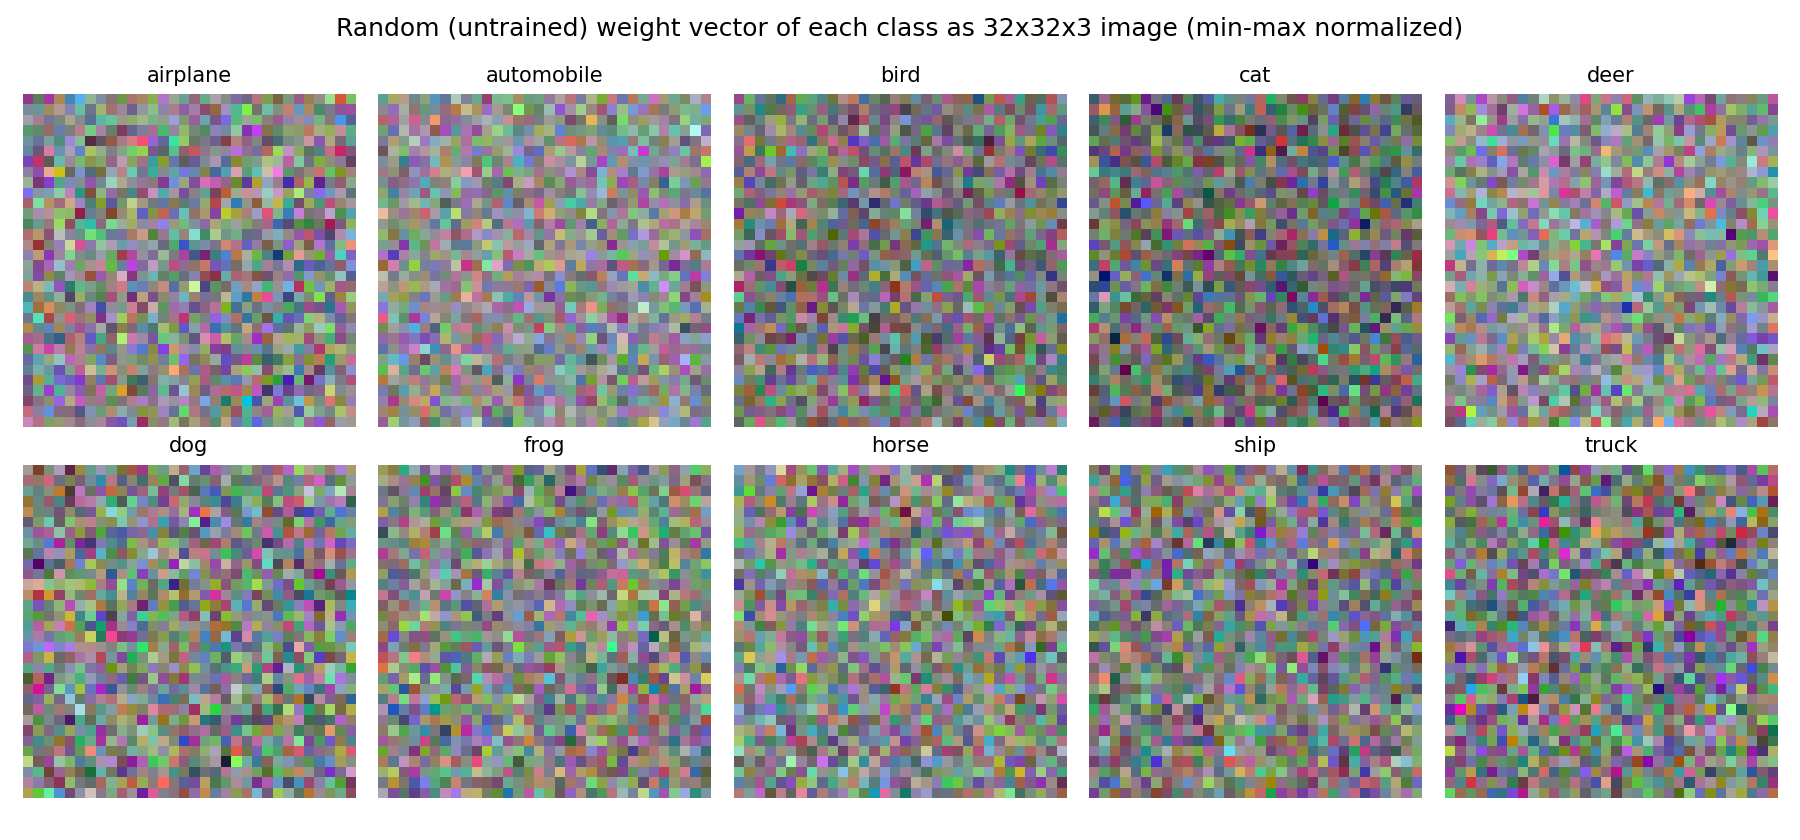 Random (untrained) weight vector of each class as 32x32x3 image (min-max normalized)
airplane automobile bird cat deer
dog frog horse ship truck